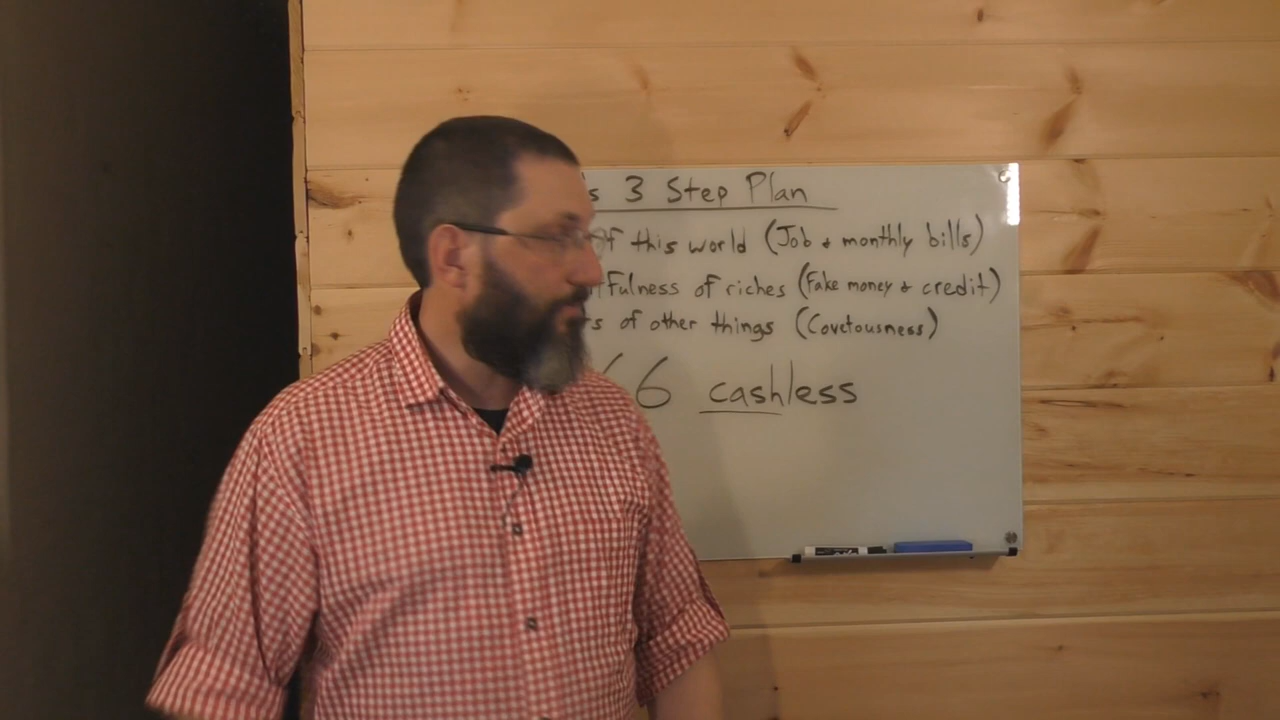 3 Step Plan
of this world (Job & monthly bills)
of riches (Fake money & credit)
of other things (Covetousness)
6 cashless